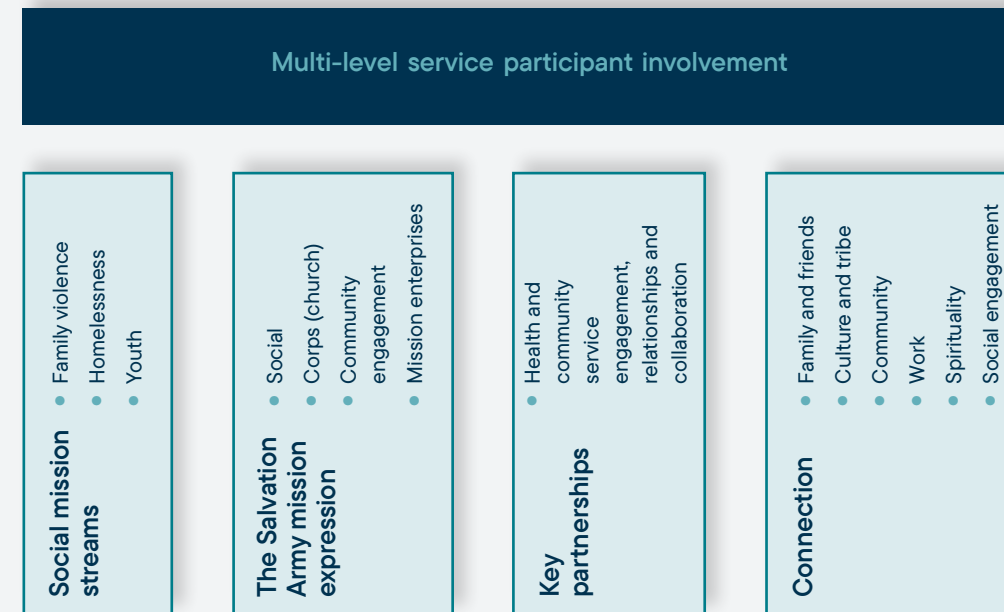 Multi-level service participant involvement
Social mission
streams
Family violence
Homelessness
Youth
The Salvation
Army mission
expression
Social
Corps (church)
Community
engagement
Mission enterprises
Key
partnerships
Health and
community
service
engagement,
relationships and
collaboration
Connection
Family and friends
Culture and tribe
Community
Work
Spirituality
Social engagement